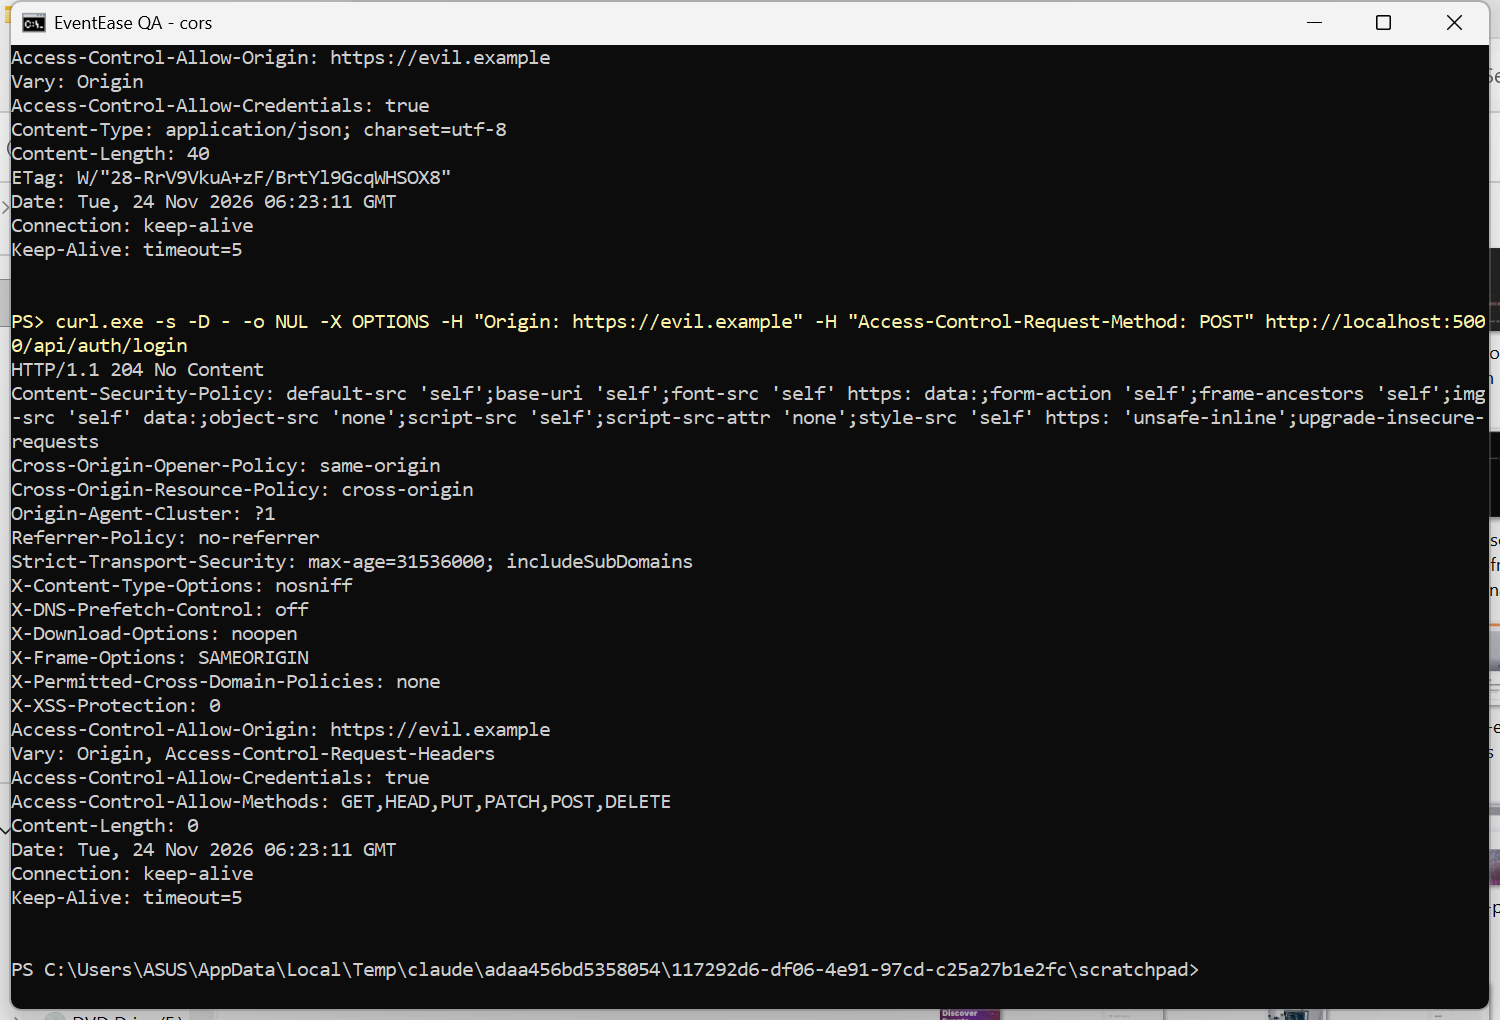 EventEase QA - cors
Access-Control-Allow-Origin: https://evil.example
Vary: Origin
Access-Control-Allow-Credentials: true
Content-Type: application/json; charset=utf-8
Content-Length: 40
ETag: W/"28-RrV9VkuA+zF/BrtYl9GcqWHSOX8"
Date: Tue, 24 Nov 2026 06:23:11 GMT
Connection: keep-alive
Keep-Alive: timeout=5
PS> curl.exe -s -D - -o NUL -X OPTIONS -H "Origin: https://evil.example" -H "Access-Control-Request-Method: POST" http://localhost:500
0/api/auth/login
HTTP/1.1 204 No Content
Content-Security-Policy: default-src 'self';base-uri 'self';font-src 'self' https: data:;form-action 'self';frame-ancestors 'self';img
-src 'self' data:;object-src 'none';script-src 'self';script-src-attr 'none';style-src 'self' https: 'unsafe-inline';upgrade-insecure-
requests
Cross-Origin-Opener-Policy: same-origin
Cross-Origin-Resource-Policy: cross-origin
Origin-Agent-Cluster: ?1
Referrer-Policy: no-referrer
Strict-Transport-Security: max-age=31536000; includeSubDomains
X-Content-Type-Options: nosniff
X-DNS-Prefetch-Control: off
X-Download-Options: noopen
X-Frame-Options: SAMEORIGIN
X-Permitted-Cross-Domain-Policies: none
X-XSS-Protection: 0
Access-Control-Allow-Origin: https://evil.example
Vary: Origin, Access-Control-Request-Headers
Access-Control-Allow-Credentials: true
Access-Control-Allow-Methods: GET,HEAD,PUT,PATCH,POST,DELETE
Content-Length: 0
Date: Tue, 24 Nov 2026 06:23:11 GMT
Connection: keep-alive
Keep-Alive: timeout=5
PS C:\Users\ASUS\AppData\Local\Temp\claude\adaa456bd5358054\117292d6-df06-4e91-97cd-c25a27b1e2fc\scratchpad>
Discover